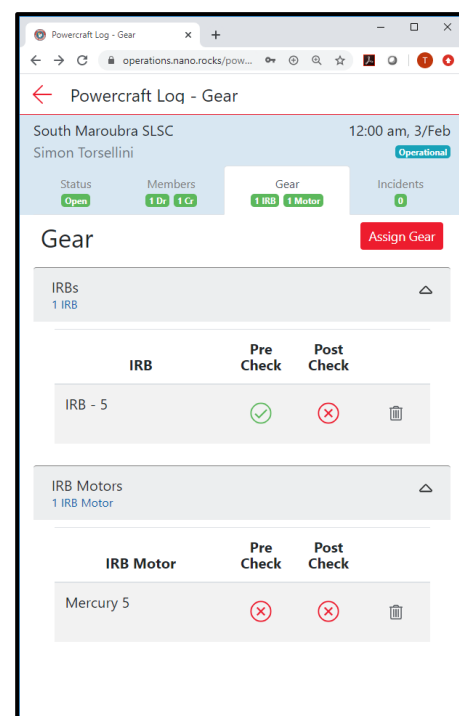 Powercraft Log - Gear
operations.nano.rocks/pow...
T
Powercraft Log - Gear
South Maroubra SLSC 12:00 am, 3/Feb
Simon Torsellini Operational
Status Members Gear Incidents
Open 1 Dr 1 Cr 1 IRB 1 Motor 0
Gear Assign Gear
IRBs
1 IRB
IRB Pre Check Post Check
IRB - 5
IRB Motors
1 IRB Motor
IRB Motor Pre Check Post Check
Mercury 5